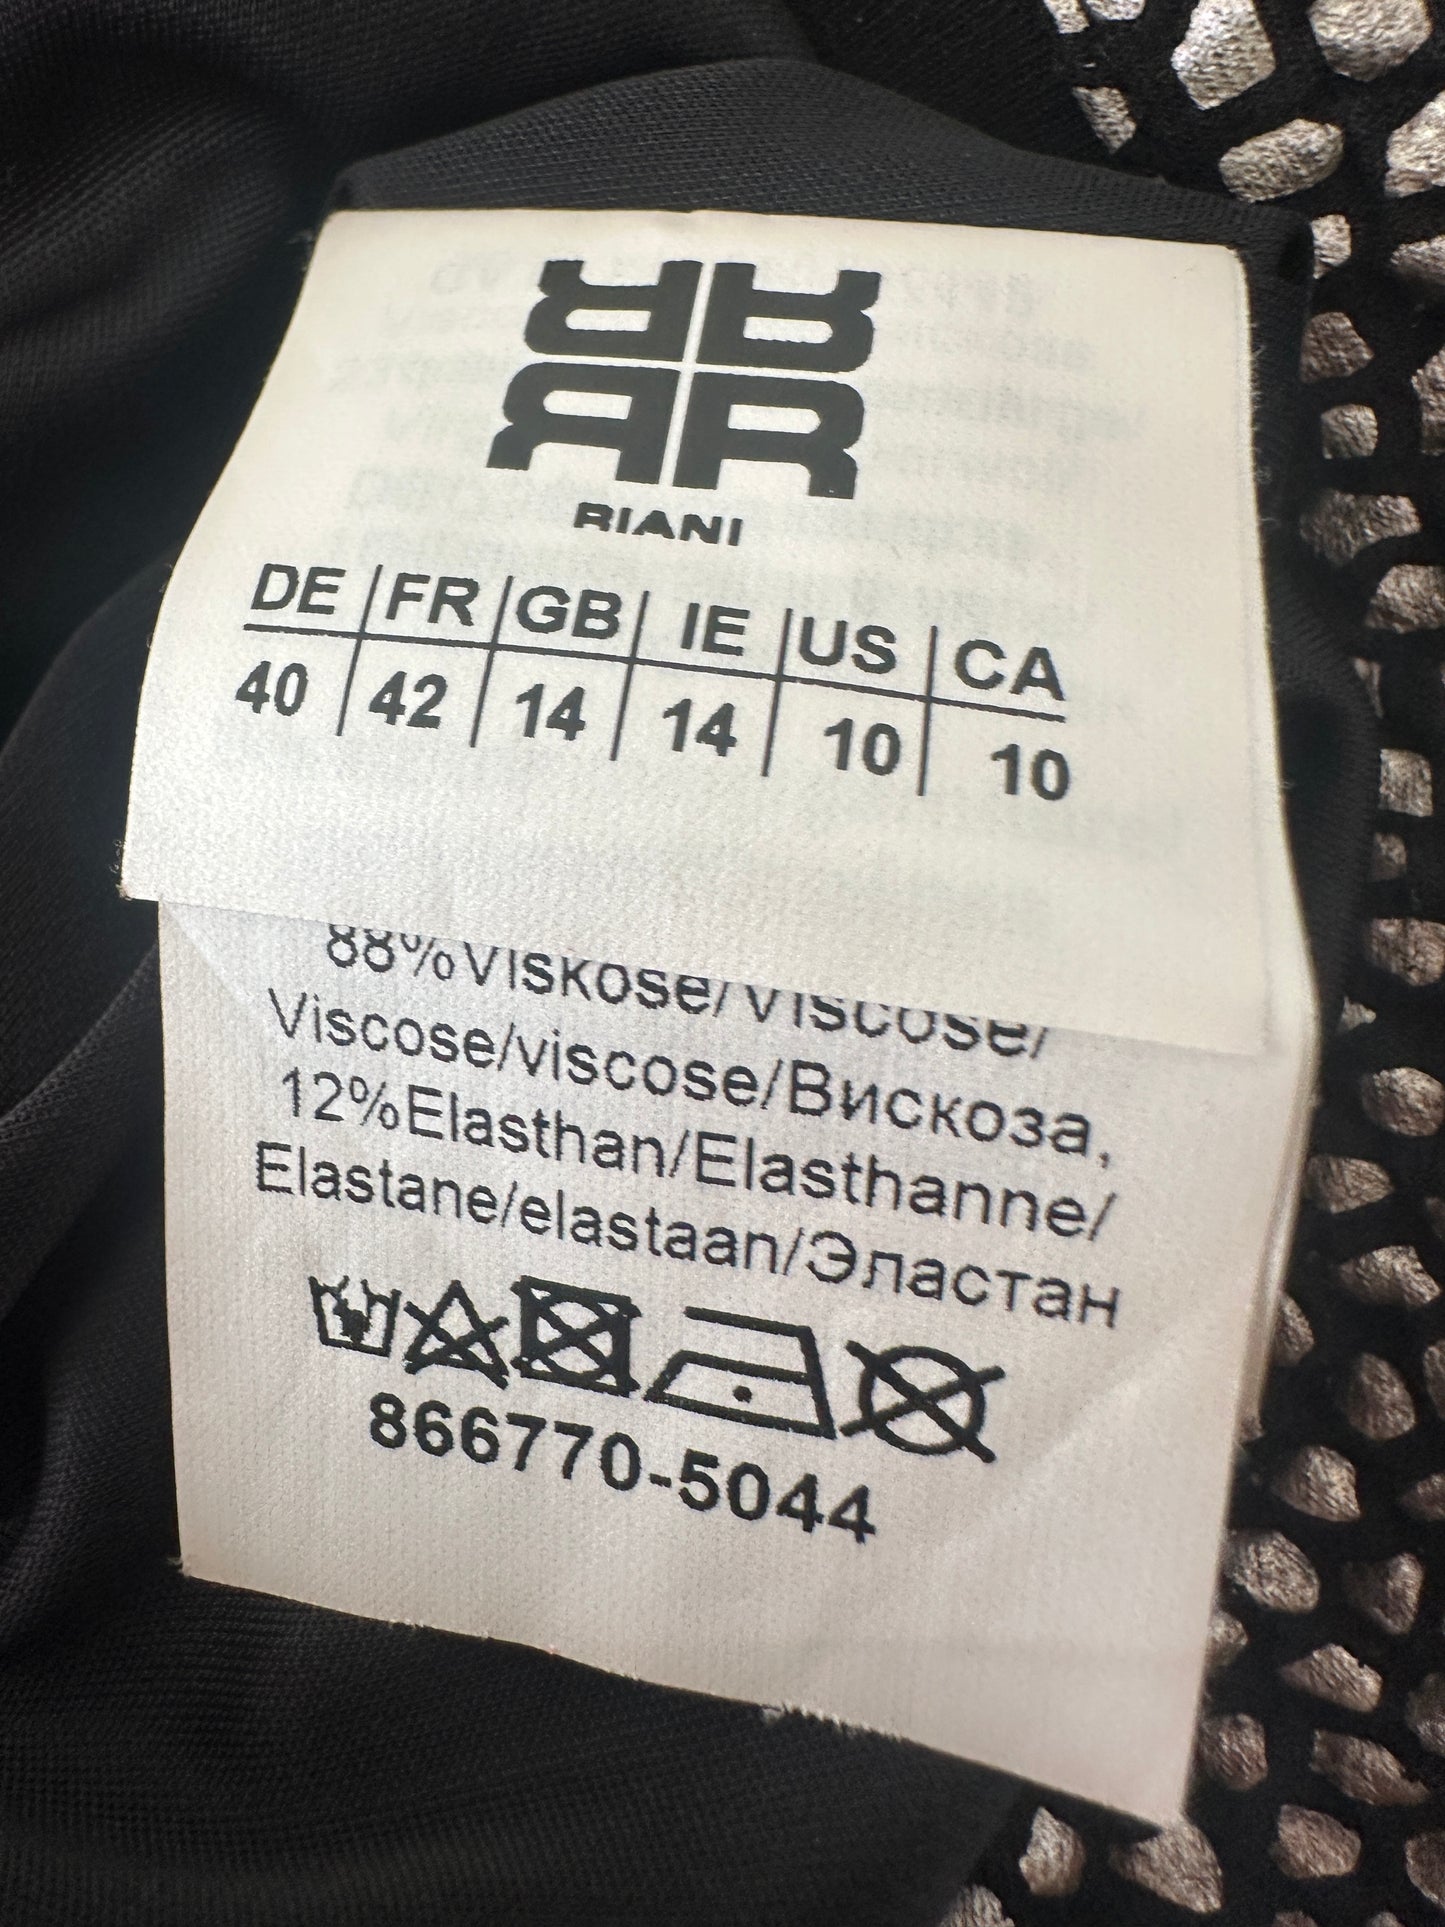 RIANI
DE | FR | GB | IE | US | CA
40 | 42 | 14 | 14 | 10 | 10
88%Viskose/Viscose/
Viscose/viscose/Вискоза,
12%Elasthan/Elasthanne/
Elastane/elastaan/Эластан
866770-5044